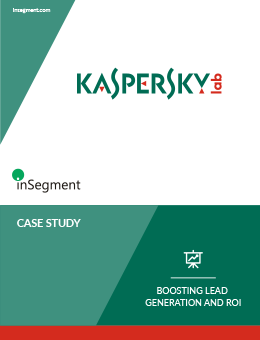 insegment.com
KASPERSKY lab
inSegment
CASE STUDY
BOOSTING LEAD
GENERATION AND ROI